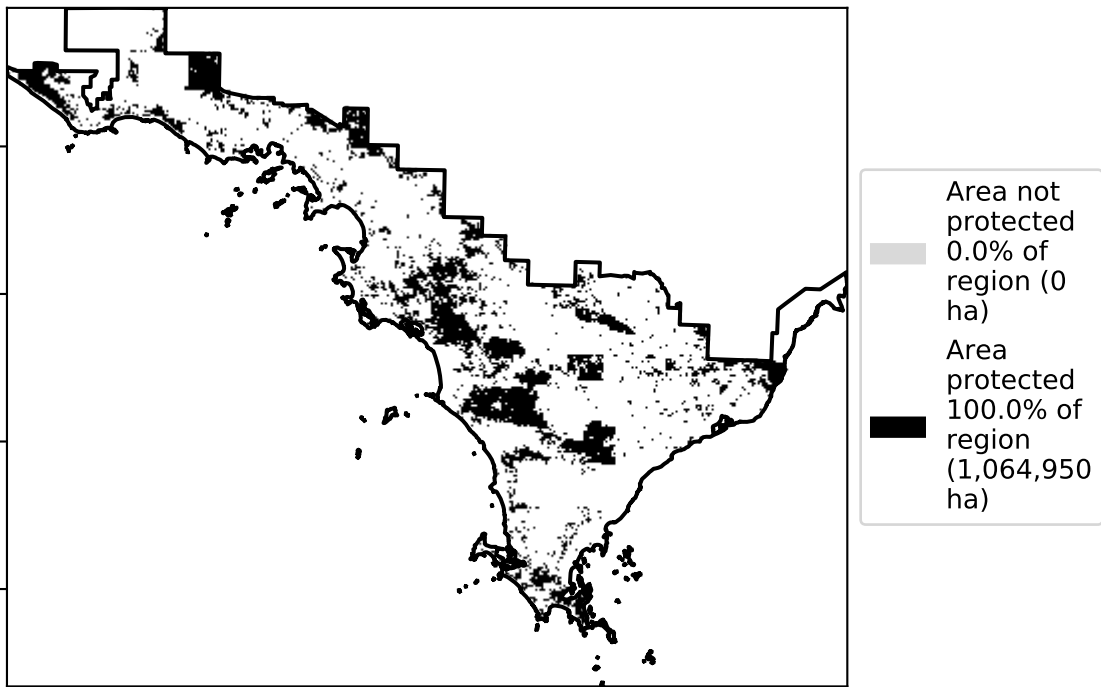 Area not
protected
0.0% of
region (0
ha)
Area
protected
100.0% of
region
(1,064,950
ha)